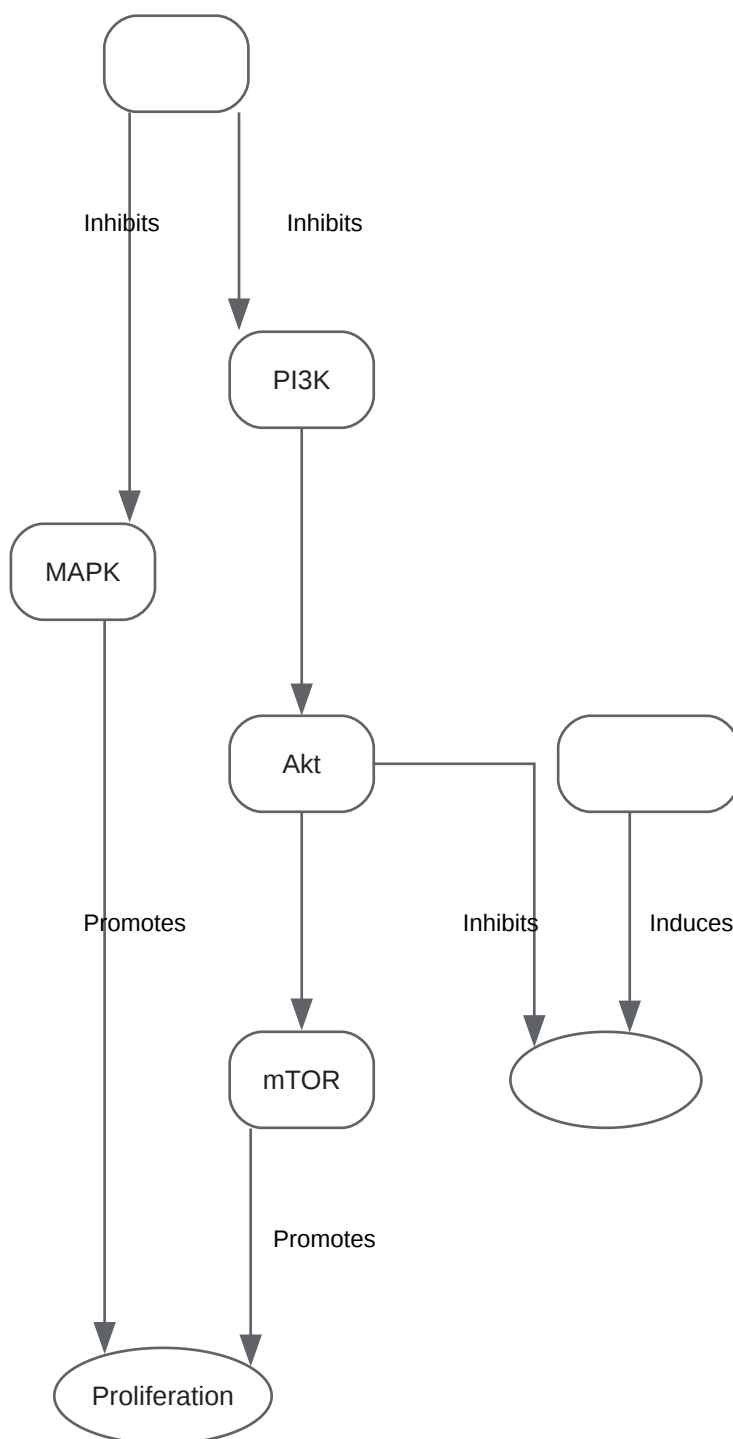 Inhibits
Inhibits
PI3K
MAPK
Akt
Promotes
Inhibits
Induces
mTOR
Promotes
Proliferation